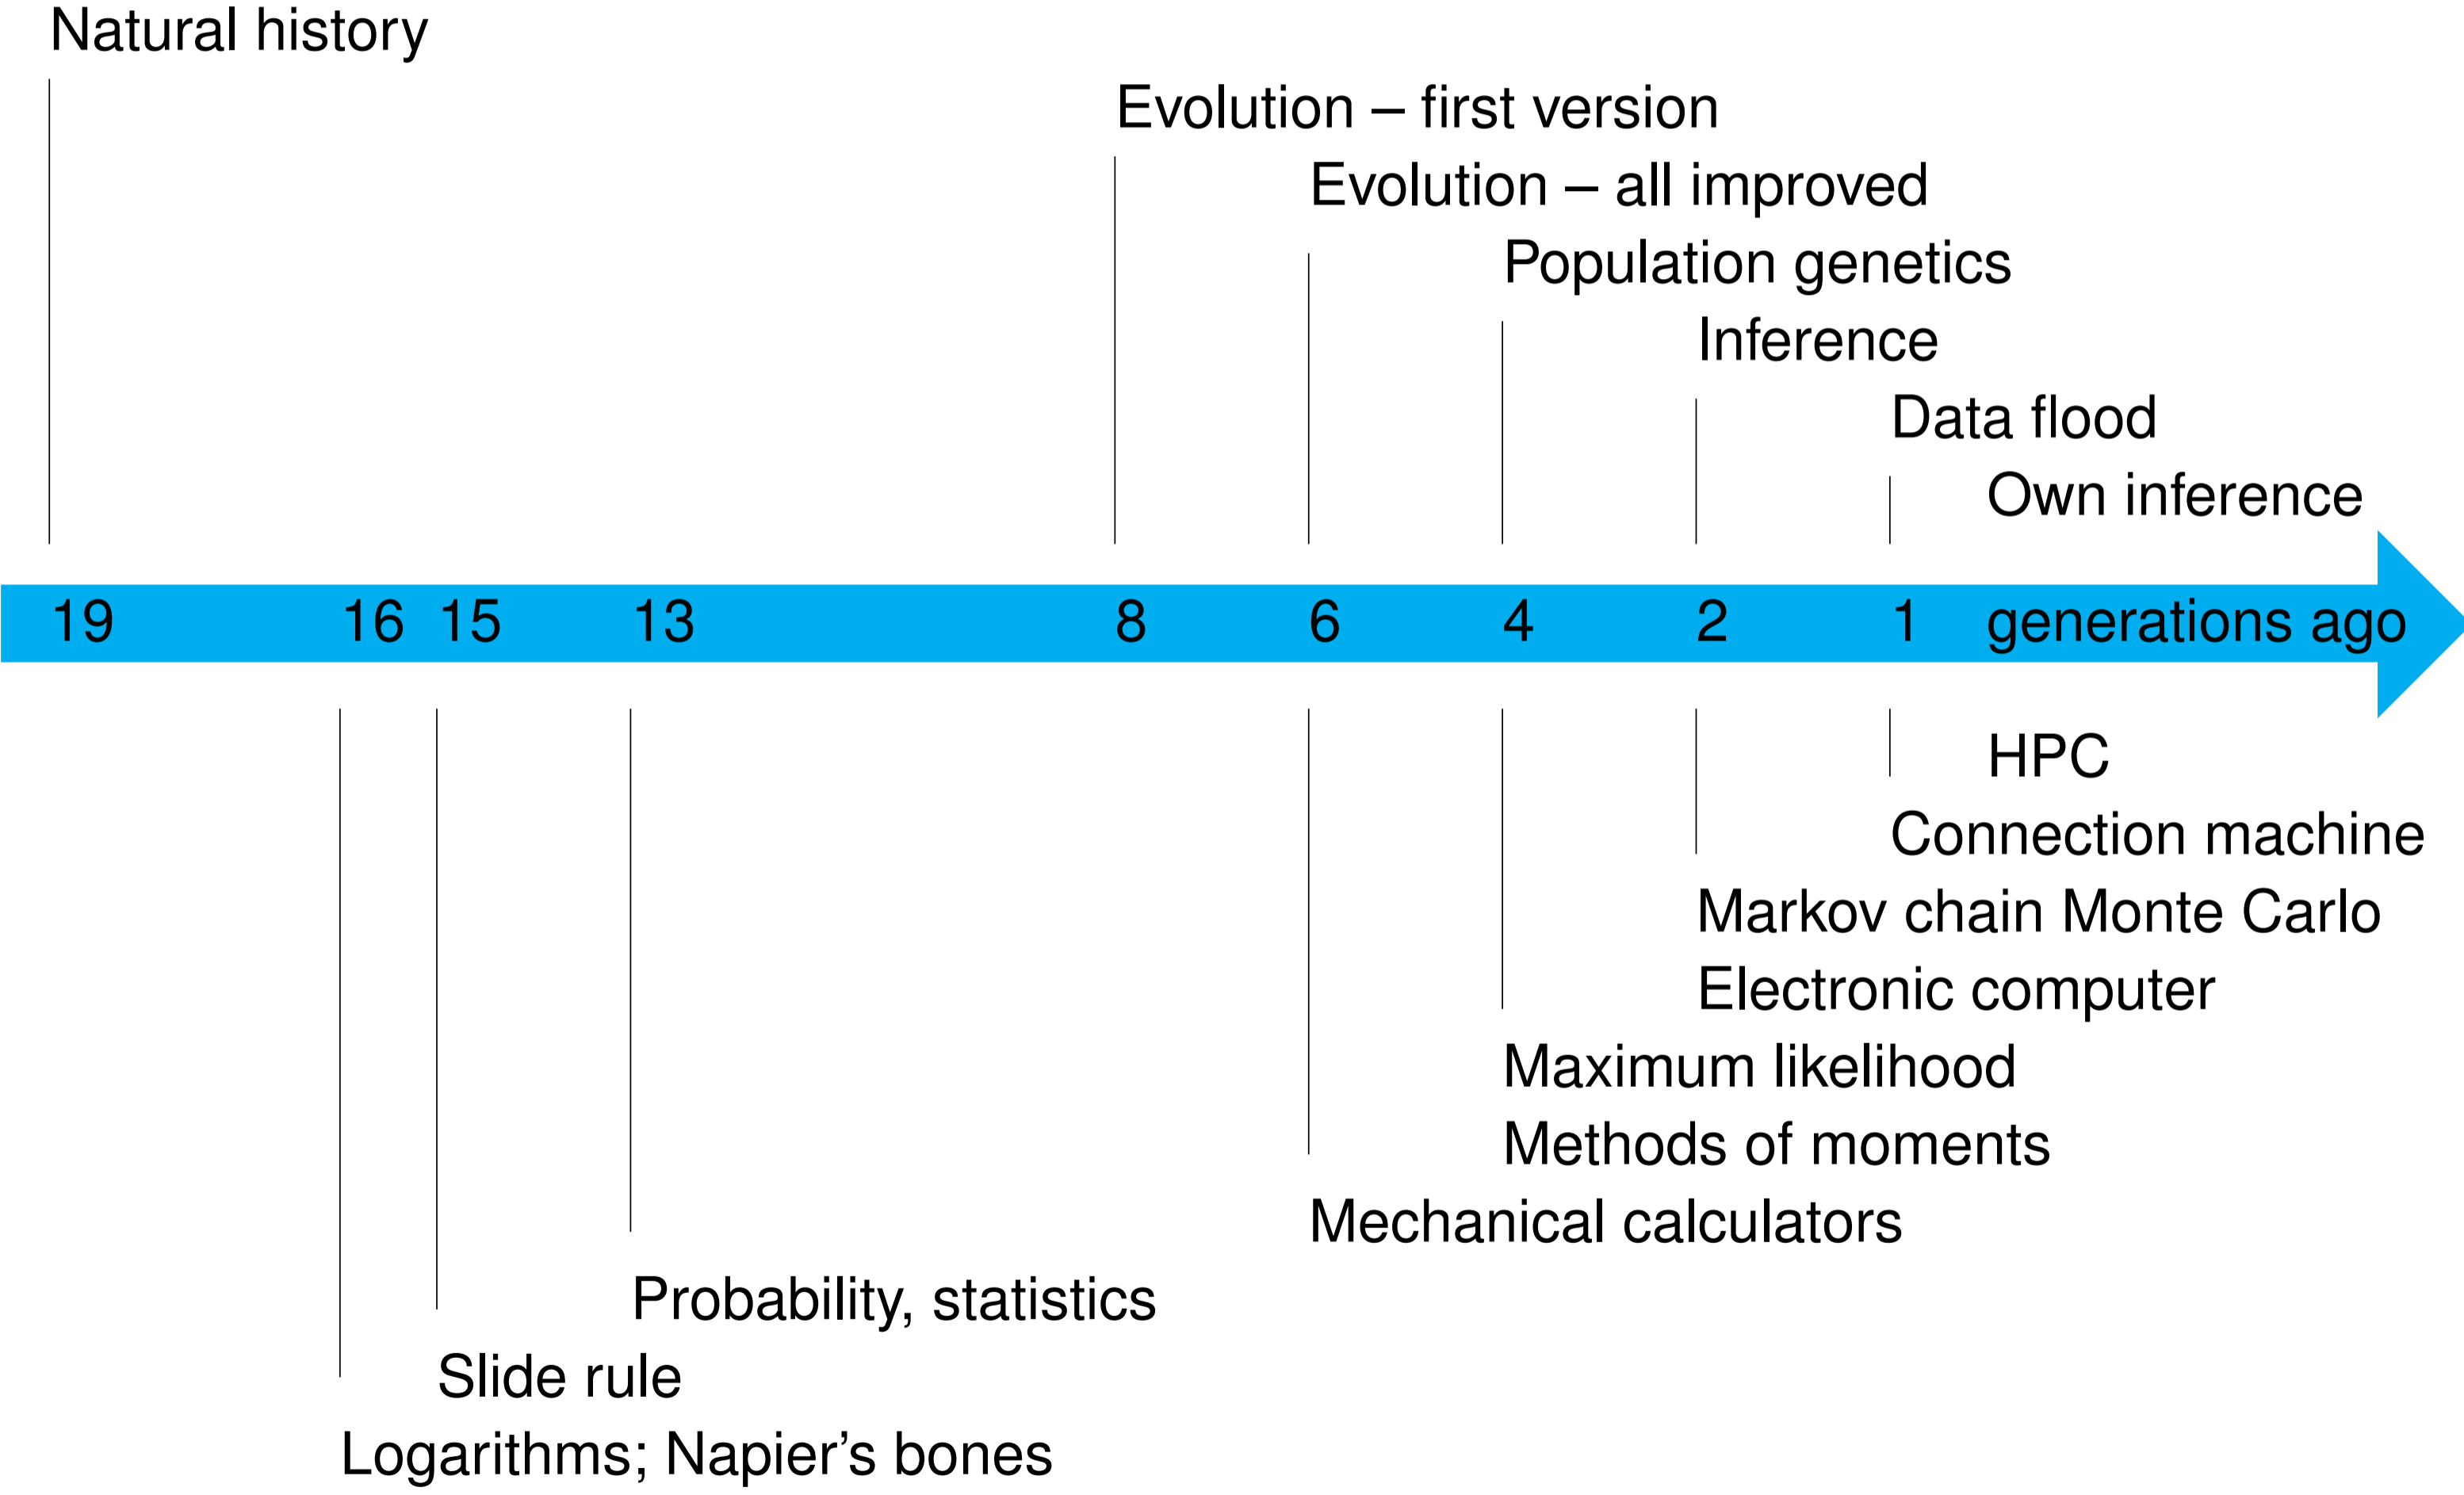 Natural history
Evolution – first version
Evolution – all improved
Population genetics
Inference
Data flood
Own inference
19 16 15 13 8 6 4 2 1 generations ago
HPC
Connection machine
Markov chain Monte Carlo
Electronic computer
Maximum likelihood
Methods of moments
Mechanical calculators
Probability, statistics
Slide rule
Logarithms; Napier's bones